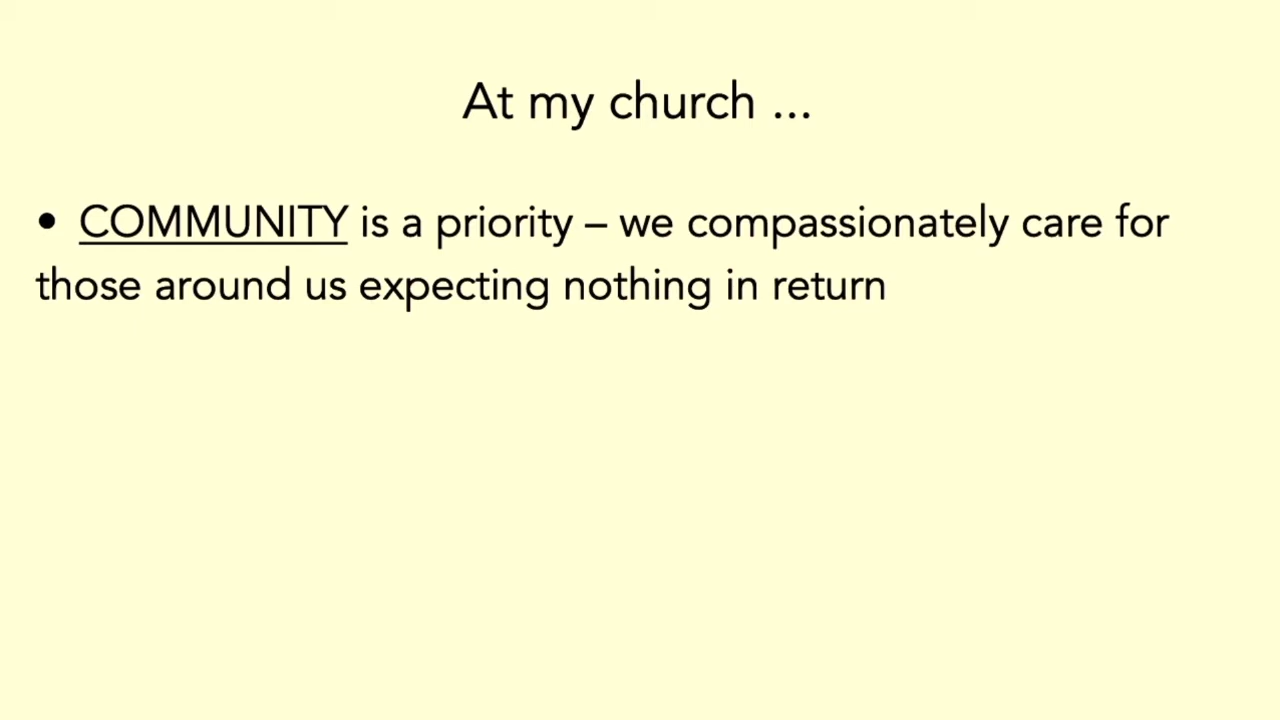 At my church ...
• COMMUNITY is a priority – we compassionately care for
those around us expecting nothing in return